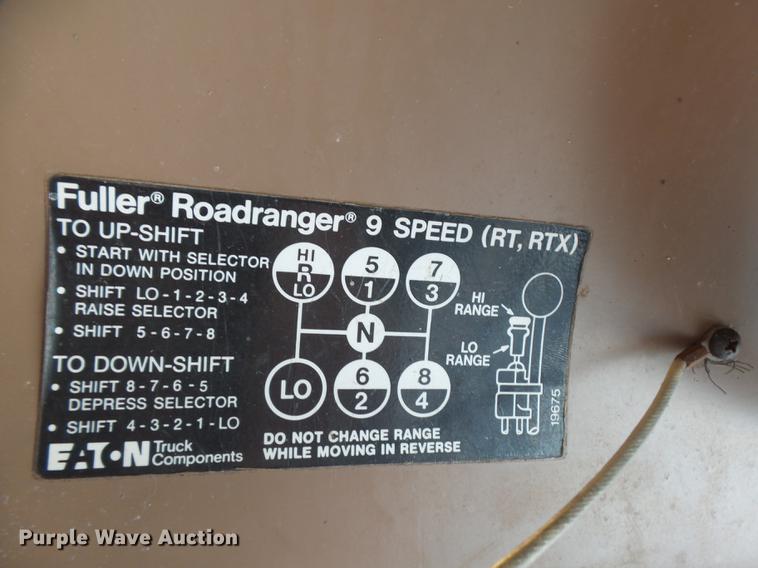 Fuller® Roadranger® 9 SPEED (RT, RTX)
TO UP-SHIFT
• START WITH SELECTOR
IN DOWN POSITION
• SHIFT LO-1-2-3-4
RAISE SELECTOR
• SHIFT 5-6-7-8
TO DOWN-SHIFT
• SHIFT 8-7-6-5
DEPRESS SELECTOR
• SHIFT 4-3-2-1-LO
EATON Truck
Components
HI
R
LO
5
1
7
3
N
LO
6
2
8
4
DO NOT CHANGE RANGE
WHILE MOVING IN REVERSE
HI
RANGE
LO
RANGE
19675
Purple Wave Auction